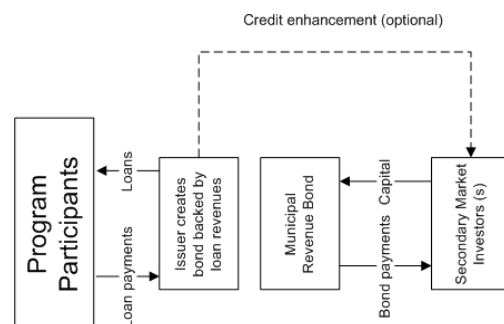 Credit enhancement (optional)
Program
Participants
Loans
Loan payments
Issuer creates
bond backed by
loan revenues
Municipal
Revenue Bond
Capital
Bond payments
Secondary Market
Investors (s)